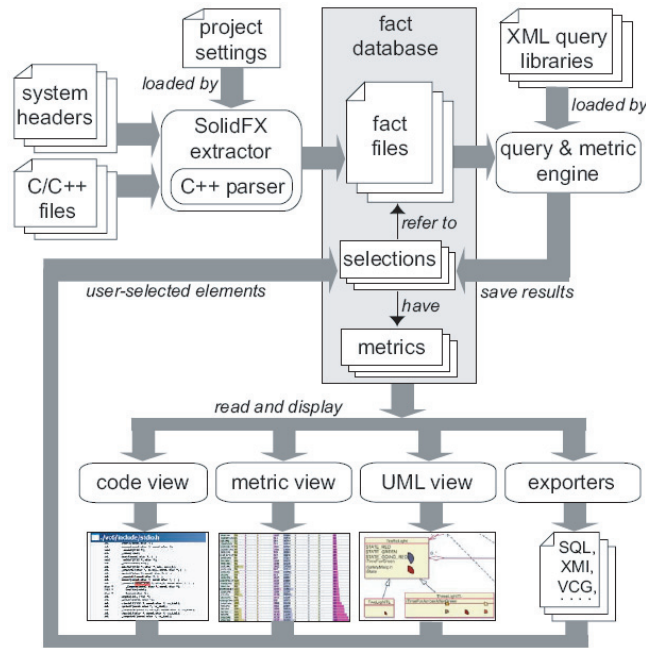 project
settings
fact
database
XML query
libraries
loaded by
loaded by
system
headers
SolidFX
extractor
C++ parser
fact
files
query & metric
engine
C/C++
files
refer to
selections
user-selected elements
save results
have
metrics
read and display
code view
metric view
UML view
exporters
SQL,
XMI,
VCG,
. . . .